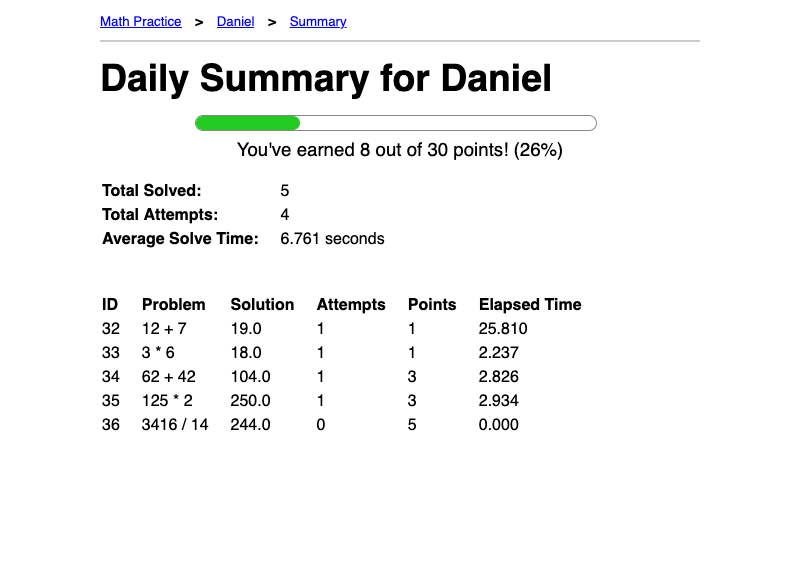 Math Practice > Daniel > Summary
Daily Summary for Daniel
You've earned 8 out of 30 points! (26%)
Total Solved: 5
Total Attempts: 4
Average Solve Time: 6.761 seconds
ID Problem Solution Attempts Points Elapsed Time
32 12 + 7 19.0 1 1 25.810
33 3 * 6 18.0 1 1 2.237
34 62 + 42 104.0 1 3 2.826
35 125 * 2 250.0 1 3 2.934
36 3416 / 14 244.0 0 5 0.000